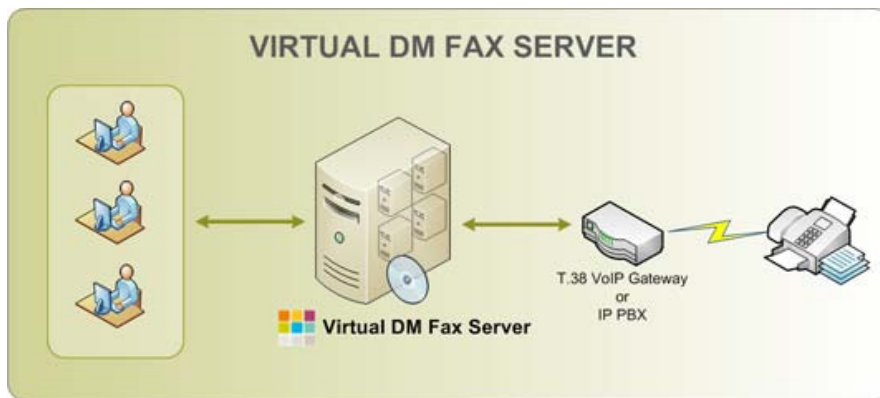 VIRTUAL DM FAX SERVER
T.38 VoIP Gateway
or
IP PBX
Virtual DM Fax Server